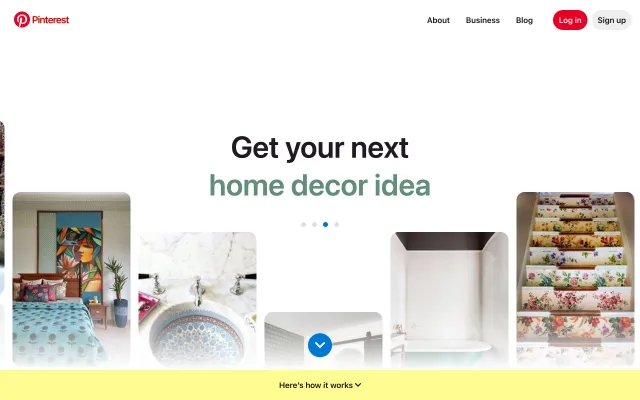 Pinterest
About
Business
Blog
Log in
Sign up
Get your next
home decor idea
Here's how it works